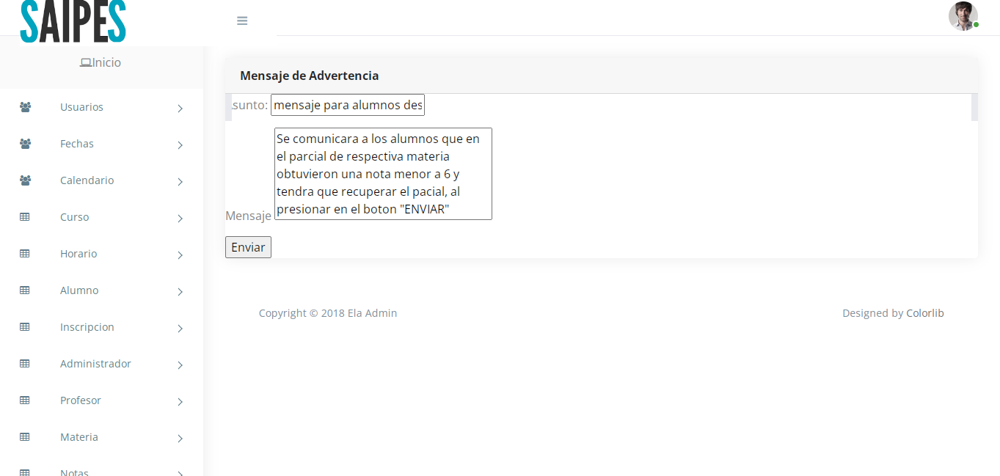 SAIPES
Inicio
Mensaje de Advertencia
Usuarios
Fechas
Calendario
Curso
Horario
Alumno
Inscripcion
Administrador
Profesor
Materia
Notas
sunto: mensaje para alumnos des
Se comunicara a los alumnos que en
el parcial de respectiva materia
obtuvieron una nota menor a 6 y
tendra que recuperar el pacial, al
presionar en el boton "ENVIAR"
Mensaje
Enviar
Copyright © 2018 Ela Admin
Designed by Colorlib